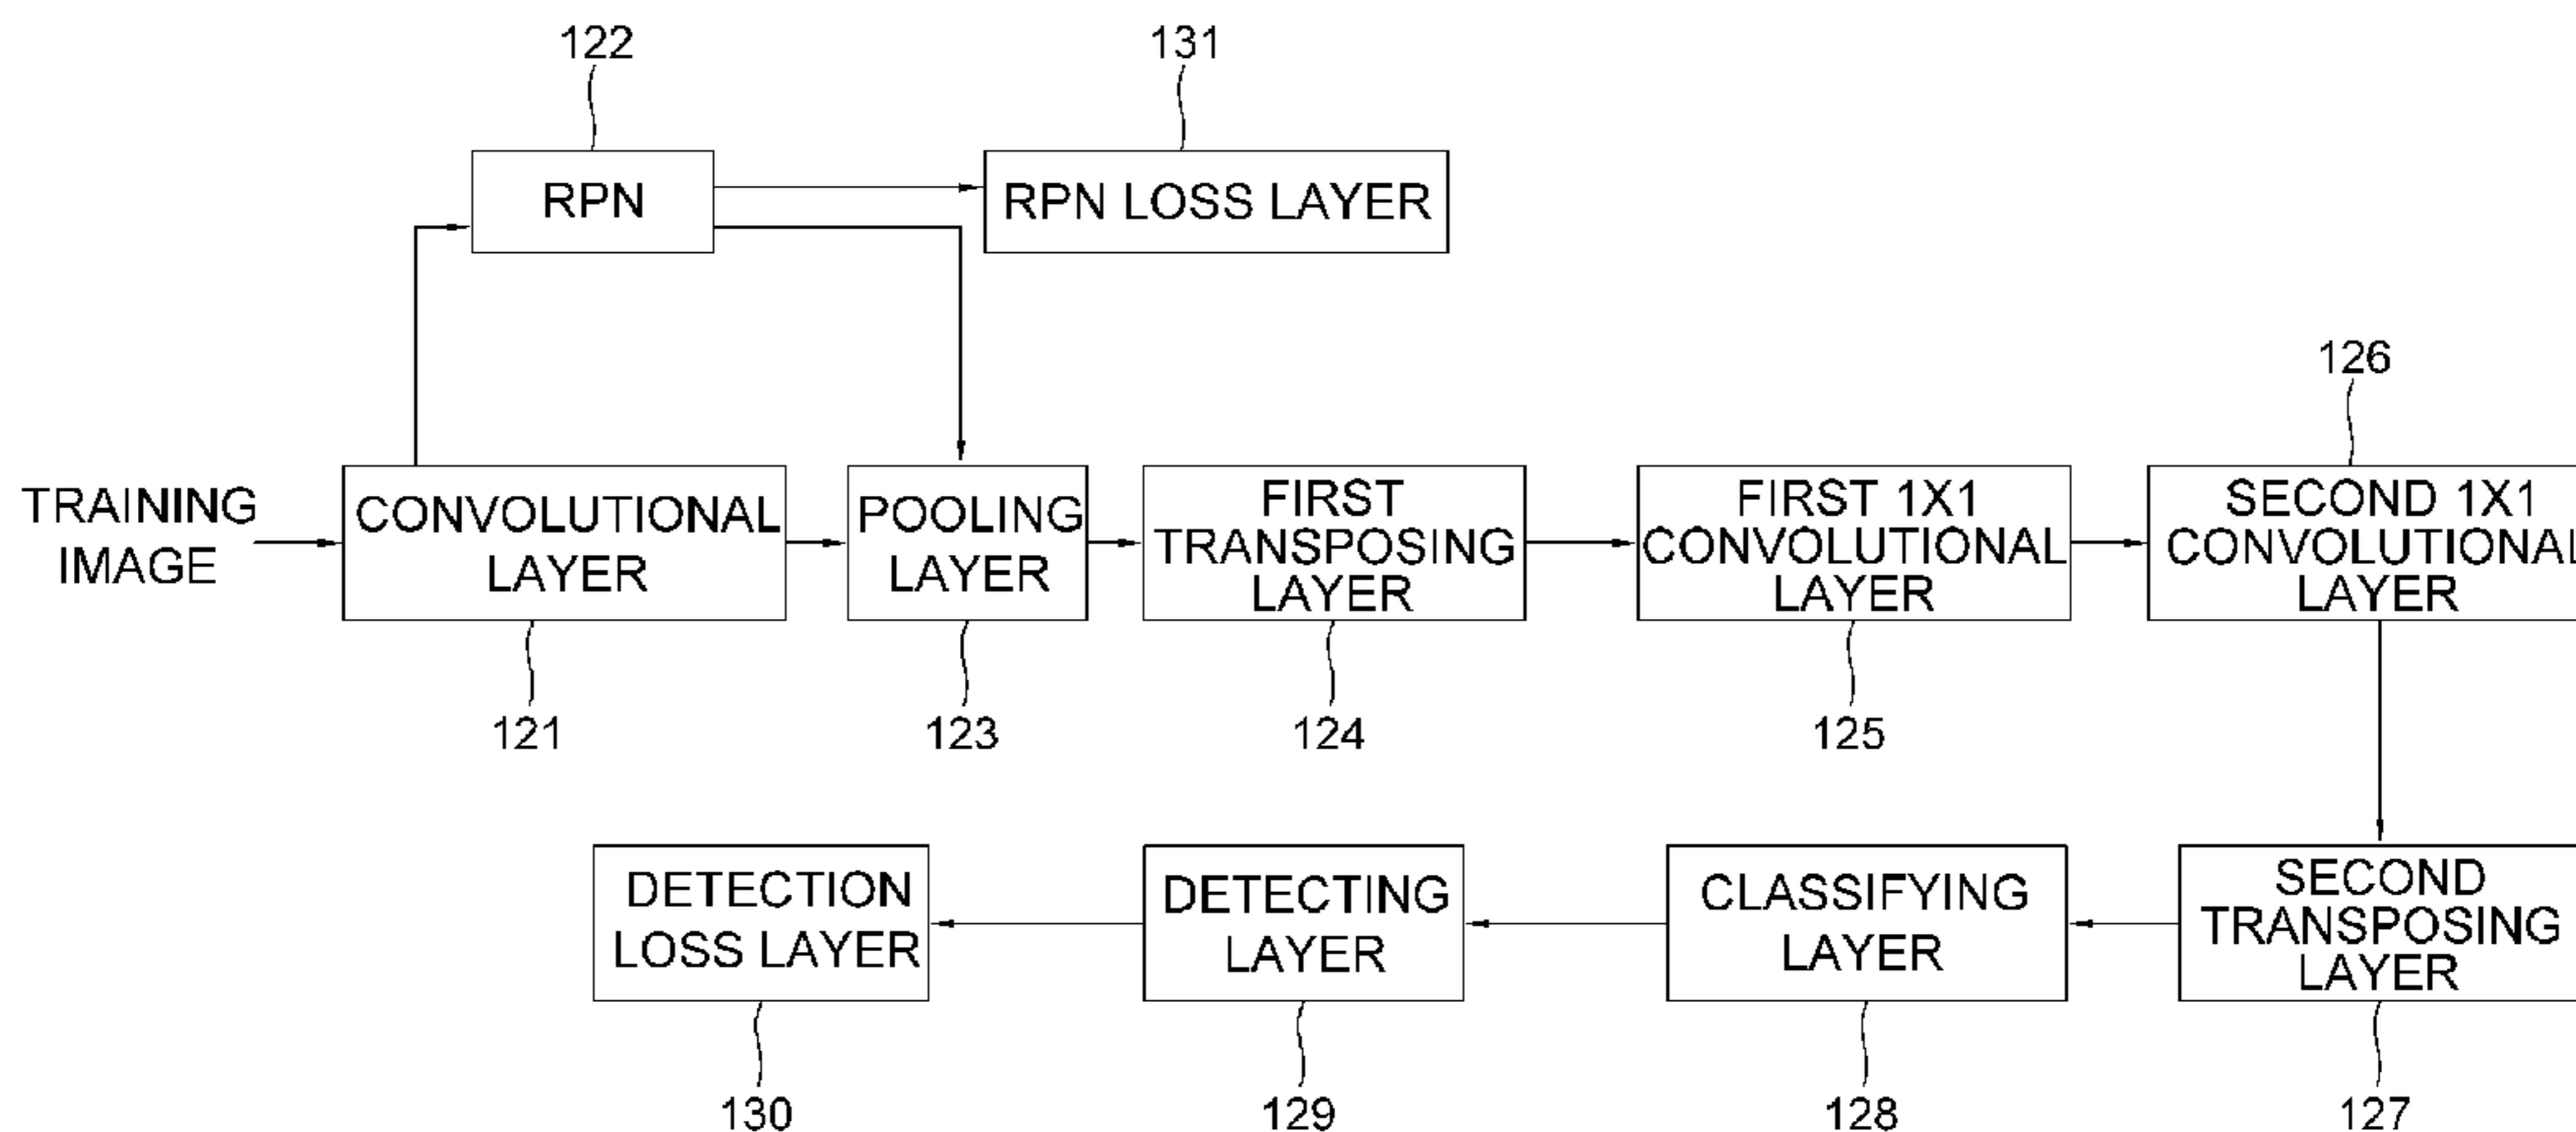 122
131
RPN
RPN LOSS LAYER
126
TRAINING
IMAGE
CONVOLUTIONAL
LAYER
POOLING
LAYER
FIRST
TRANSPOSING
LAYER
FIRST 1X1
CONVOLUTIONAL
LAYER
SECOND 1X1
CONVOLUTIONAL
LAYER
121
123
124
125
DETECTION
LOSS LAYER
DETECTING
LAYER
CLASSIFYING
LAYER
SECOND
TRANSPOSING
LAYER
130
129
128
127